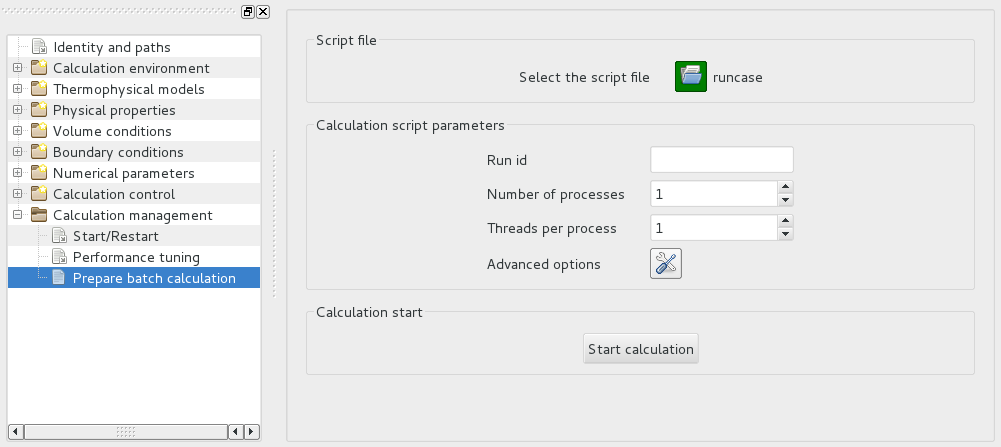 Identity and paths
Calculation environment
Thermophysical models
Physical properties
Volume conditions
Boundary conditions
Numerical parameters
Calculation control
Calculation management
Start/Restart
Performance tuning
Prepare batch calculation
Script file
Select the script file runcase
Calculation script parameters
Run id
Number of processes 1
Threads per process 1
Advanced options
Calculation start
Start calculation